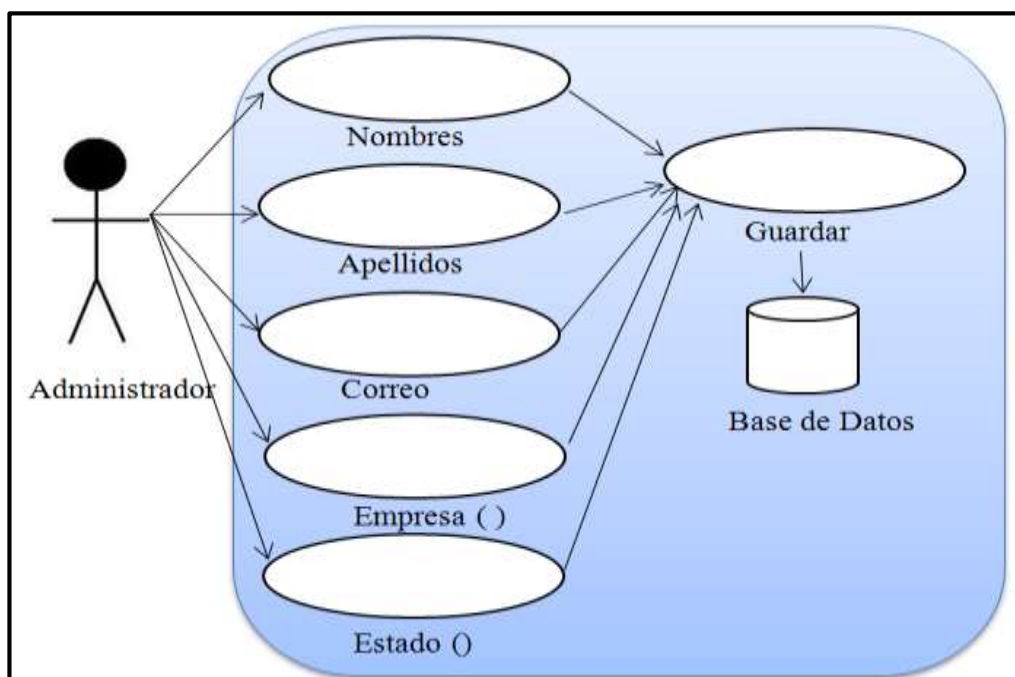 Nombres
Apellidos
Correo
Empresa ( )
Estado ()
Guardar
Base de Datos
Administrador